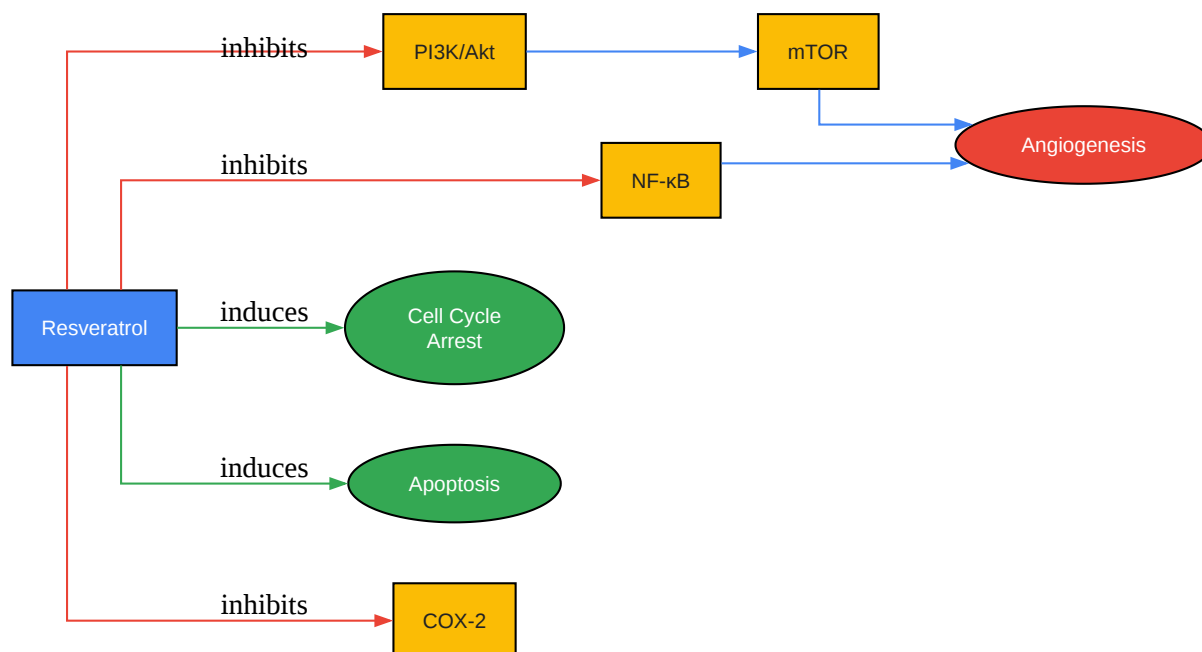 inhibits
PI3K/Akt
mTOR
Angiogenesis
inhibits
NF-κB
Resveratrol
induces
Cell Cycle
Arrest
induces
Apoptosis
inhibits
COX-2